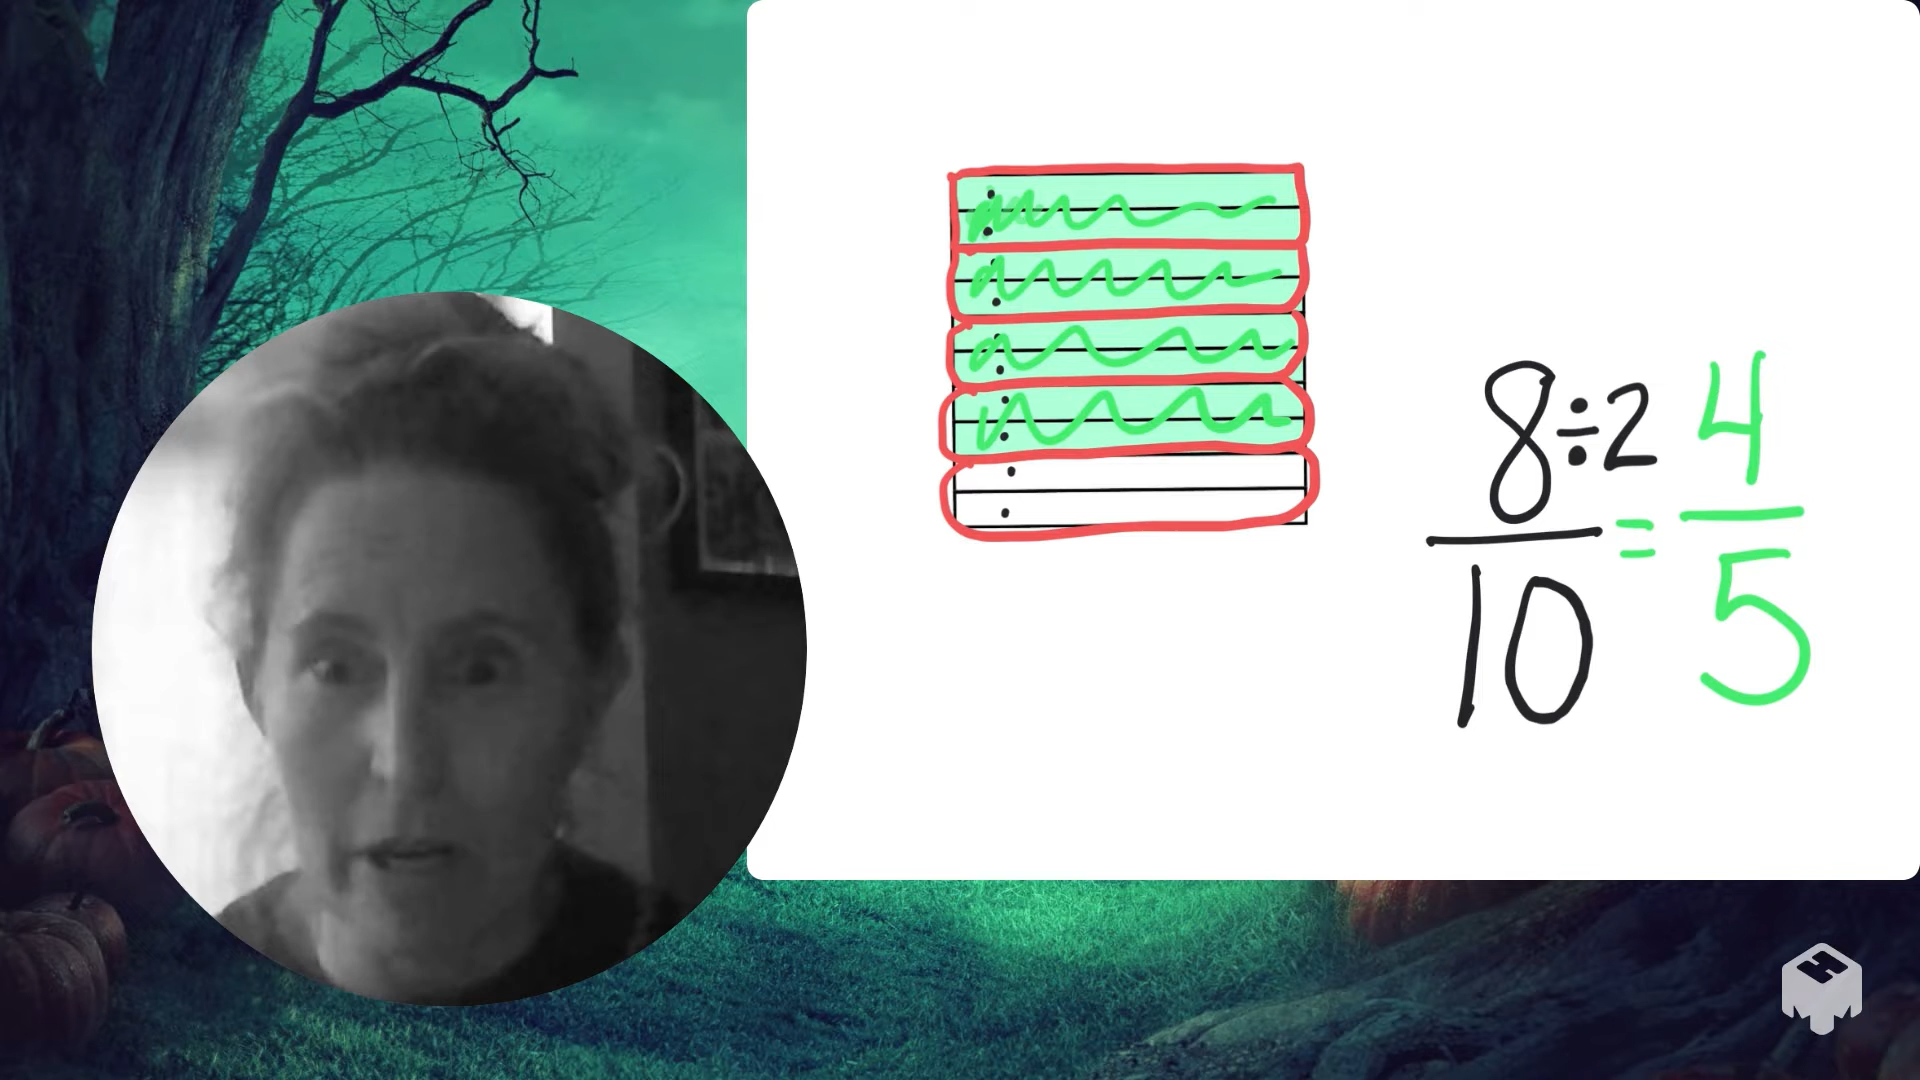 8÷2 4
— = —
10 5